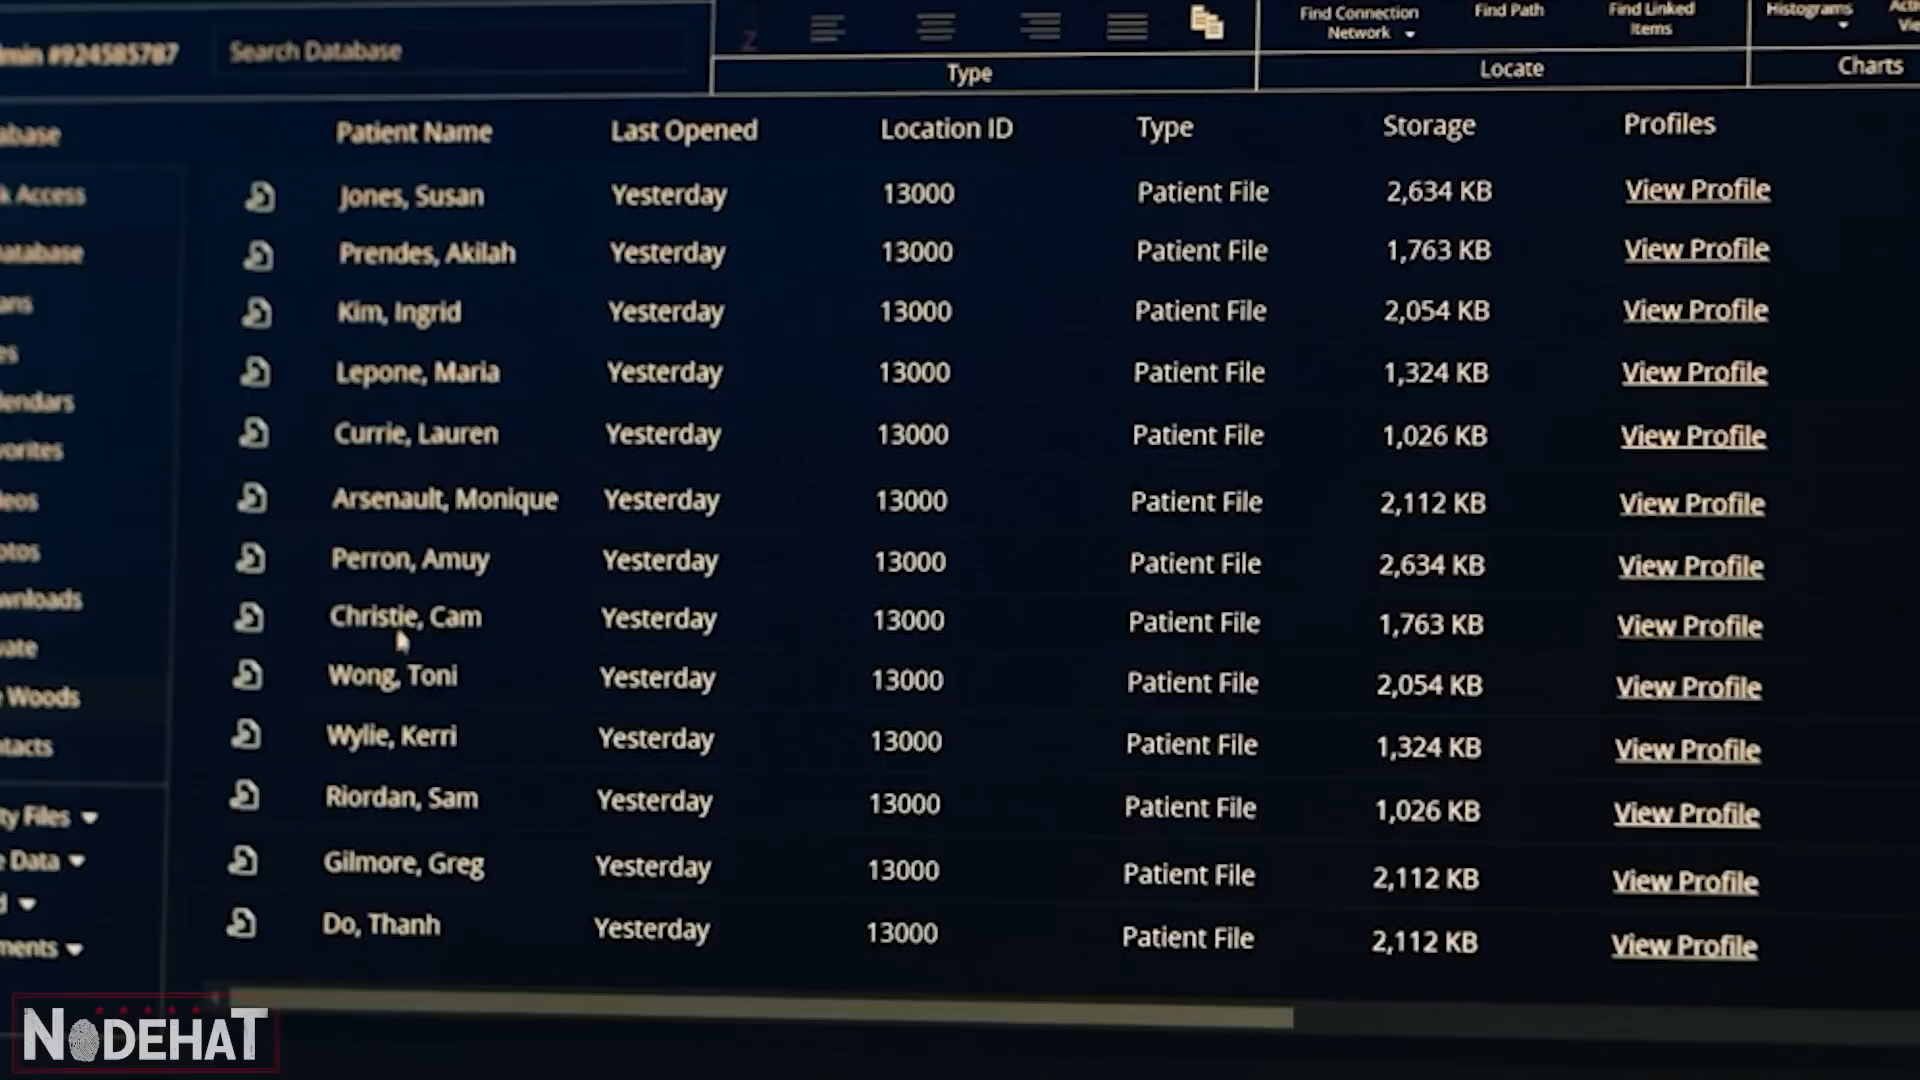 Find Connection Find Path Find Linked Histograms
Network Items
#924585787 Search Database Type Locate Charts
Patient Name Last Opened Location ID Type Storage Profiles
Access Jones, Susan Yesterday 13000 Patient File 2,634 KB View Profile
Prendes, Akilah Yesterday 13000 Patient File 1,763 KB View Profile
Kim, Ingrid Yesterday 13000 Patient File 2,054 KB View Profile
Lepone, Maria Yesterday 13000 Patient File 1,324 KB View Profile
Currie, Lauren Yesterday 13000 Patient File 1,026 KB View Profile
Arsenault, Monique Yesterday 13000 Patient File 2,112 KB View Profile
Perron, Amuy Yesterday 13000 Patient File 2,634 KB View Profile
Christie, Cam Yesterday 13000 Patient File 1,763 KB View Profile
Woods Wong, Toni Yesterday 13000 Patient File 2,054 KB View Profile
Wylie, Kerri Yesterday 13000 Patient File 1,324 KB View Profile
Files Riordan, Sam Yesterday 13000 Patient File 1,026 KB View Profile
Data Gilmore, Greg Yesterday 13000 Patient File 2,112 KB View Profile
Do, Thanh Yesterday 13000 Patient File 2,112 KB View Profile
NODEHAT